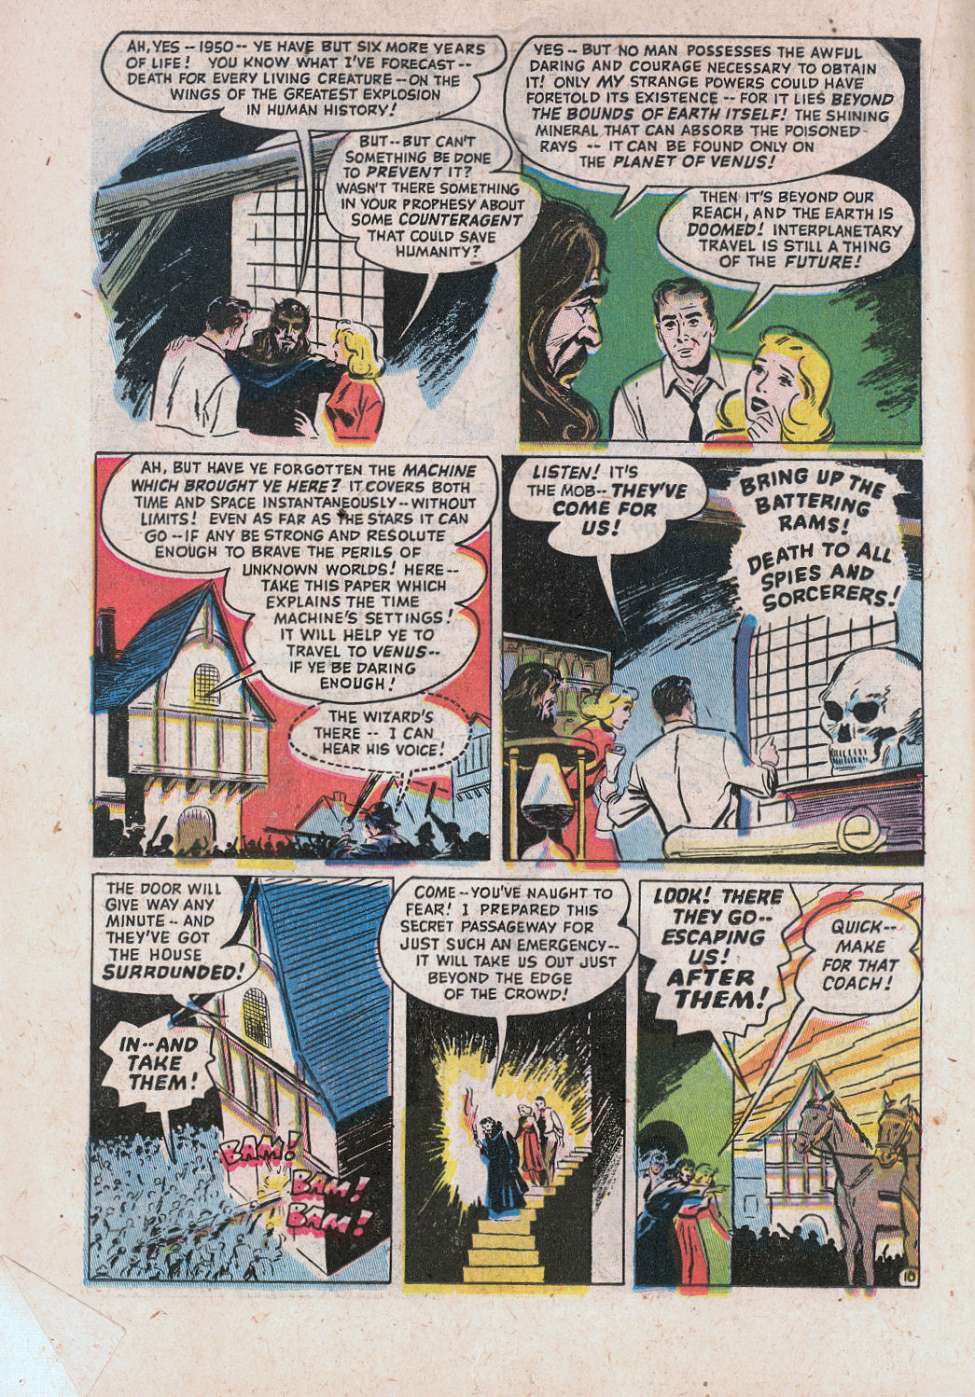 AH, YES -- 1950 -- YE HAVE BUT SIX MORE YEARS
OF LIFE! YOU KNOW WHAT I'VE FORECAST --
DEATH FOR EVERY LIVING CREATURE -- ON THE
WINGS OF THE GREATEST EXPLOSION
IN HUMAN HISTORY!
BUT -- BUT CAN'T
SOMETHING BE DONE
TO PREVENT IT?
WASN'T THERE SOMETHING
IN YOUR PROPHESY ABOUT
SOME COUNTERAGENT
THAT COULD SAVE
HUMANITY?
YES -- BUT NO MAN POSSESSES THE AWFUL
DARING AND COURAGE NECESSARY TO OBTAIN
IT! ONLY MY STRANGE POWERS COULD HAVE
FORETOLD ITS EXISTENCE -- FOR IT LIES BEYOND
THE BOUNDS OF EARTH ITSELF! THE SHINING
MINERAL THAT CAN ABSORB THE POISONED
RAYS -- IT CAN BE FOUND ONLY ON
THE PLANET OF VENUS!
THEN IT'S BEYOND OUR
REACH, AND THE EARTH IS
DOOMED! INTERPLANETARY
TRAVEL IS STILL A THING
OF THE FUTURE!
AH, BUT HAVE YE FORGOTTEN THE MACHINE
WHICH BROUGHT YE HERE? IT COVERS BOTH
TIME AND SPACE INSTANTANEOUSLY -- WITHOUT
LIMITS! EVEN AS FAR AS THE STARS IT CAN
GO -- IF ANY BE STRONG AND RESOLUTE
ENOUGH TO BRAVE THE PERILS OF
UNKNOWN WORLDS! HERE --
TAKE THIS PAPER WHICH
EXPLAINS THE TIME
MACHINE'S SETTINGS!
IT WILL HELP YE TO
TRAVEL TO VENUS --
IF YE BE DARING
ENOUGH!
THE WIZARD'S
THERE -- I CAN
HEAR HIS VOICE!
LISTEN! IT'S
THE MOB -- THEY'VE
COME FOR
US!
BRING UP THE
BATTERING
RAMS!
DEATH TO ALL
SPIES AND
SORCERERS!
THE DOOR WILL
GIVE WAY ANY
MINUTE -- AND
THEY'VE GOT
THE HOUSE
SURROUNDED!
IN -- AND
TAKE
THEM!
BAM!
BAM!
BAM!
COME -- YOU'VE NAUGHT TO
FEAR! I PREPARED THIS
SECRET PASSAGEWAY FOR
JUST SUCH AN EMERGENCY --
IT WILL TAKE US OUT JUST
BEYOND THE EDGE
OF THE CROWD!
LOOK! THERE
THEY GO --
ESCAPING
US!
AFTER
THEM!
QUICK --
MAKE
FOR THAT
COACH!
10